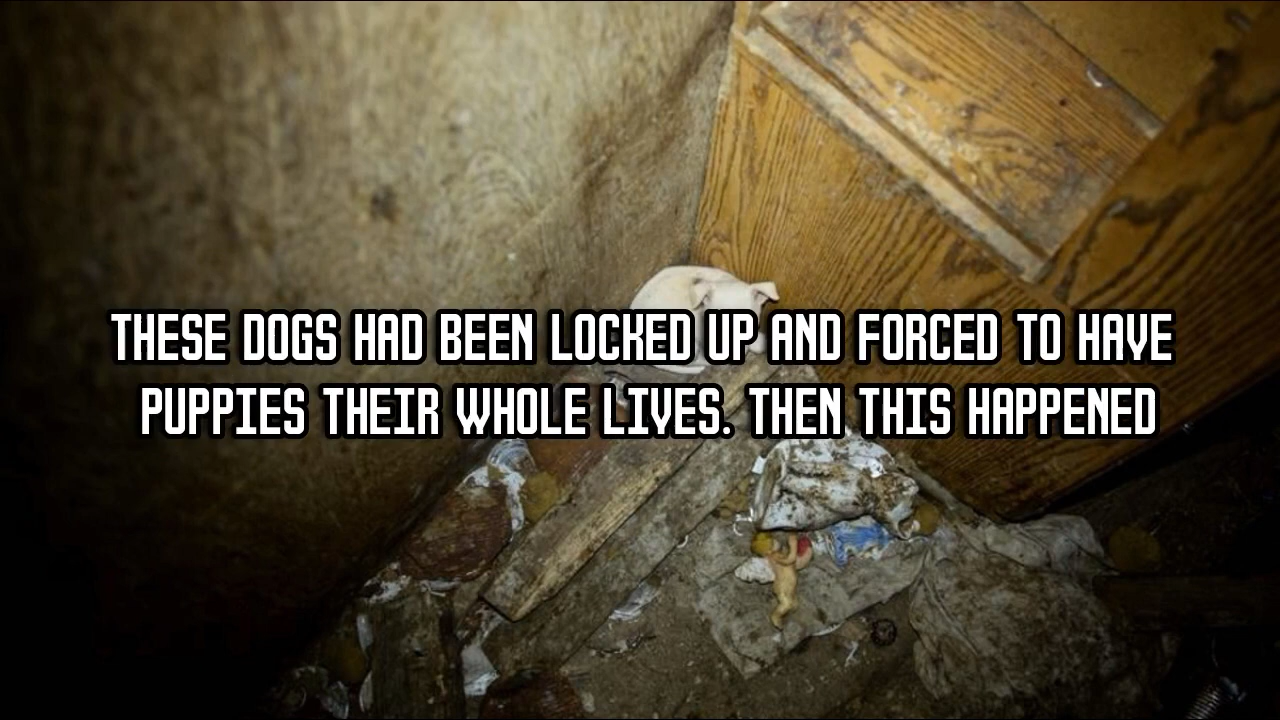 THESE DOGS HAD BEEN LOCKED UP AND FORCED TO HAVE
PUPPIES THEIR WHOLE LIVES. THEN THIS HAPPENED